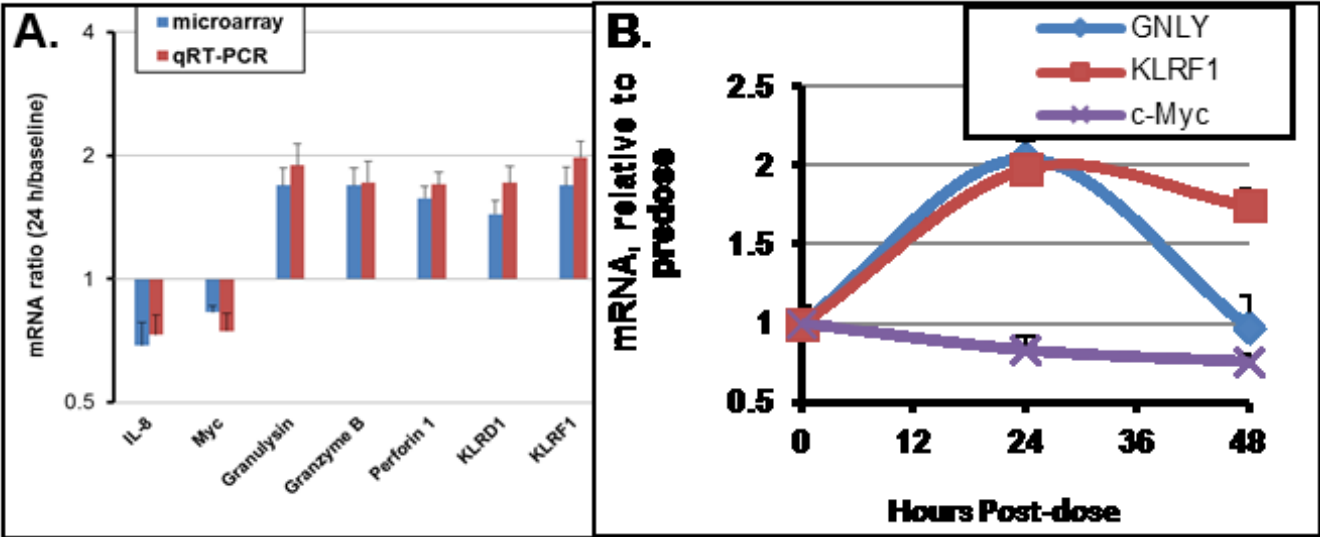 A.
microarray
qRT-PCR
mRNA ratio (24 h/baseline)
4
2
1
0.5
IL-8
Myc
Granulysin
Granzyme B
Perforin 1
KLRD1
KLRF1
B.
GNLY
KLRF1
c-Myc
mRNA, relative to
predose
2.5
2
1.5
1
0.5
0
12
24
36
48
Hours Post-dose